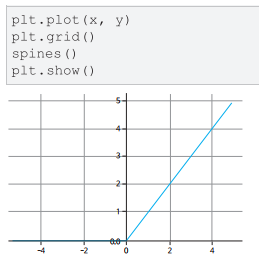 plt.plot(x, y)
plt.grid()
spines()
plt.show()
5
4
3
2
1
0,0
-4 -2 0 2 4